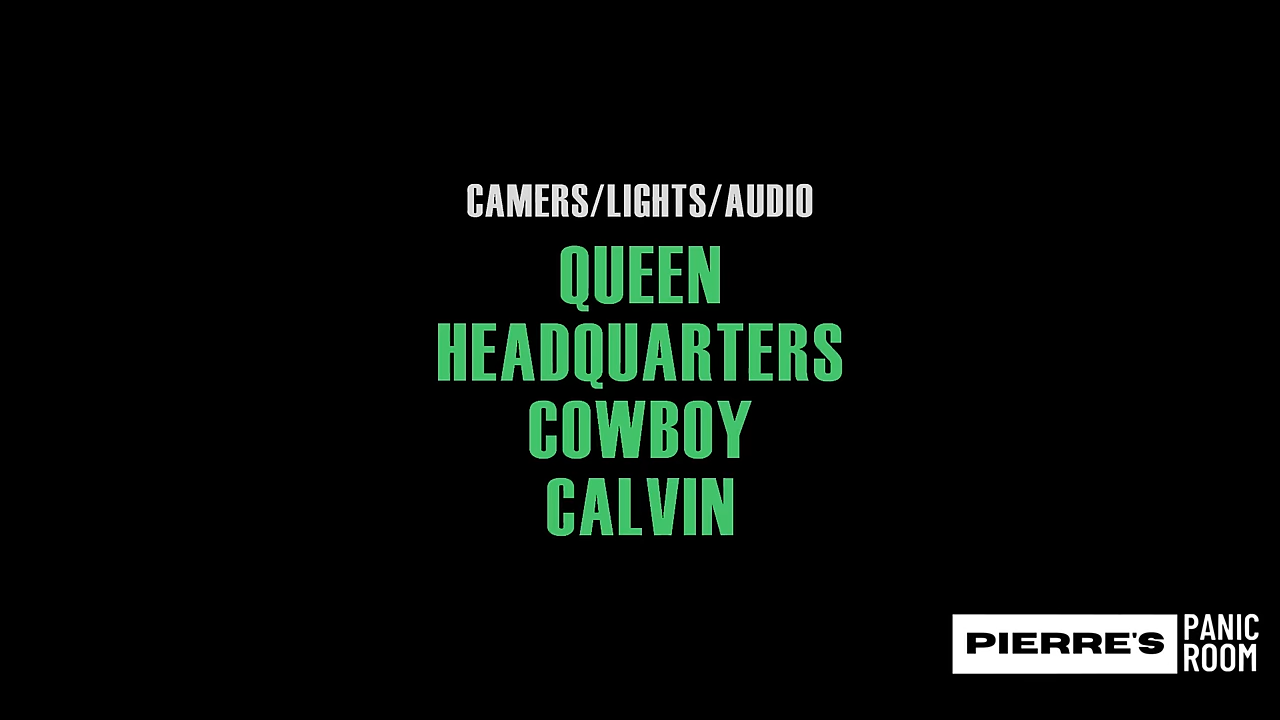 CAMERS/LIGHTS/AUDIO
QUEEN
HEADQUARTERS
COWBOY
CALVIN
PIERRE'S
PANIC
ROOM